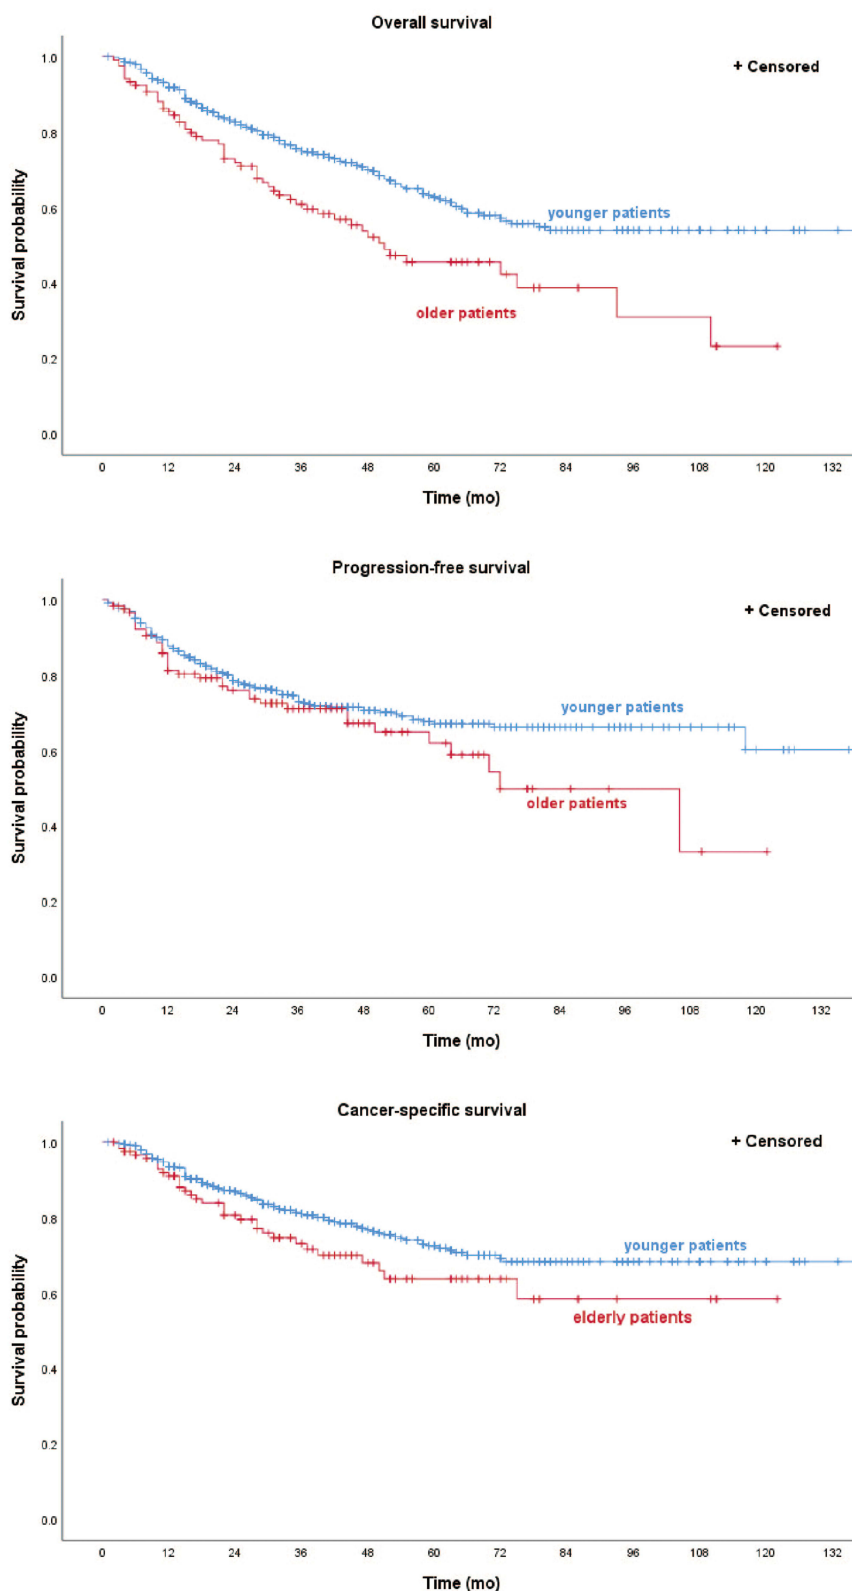 Overall survival
+ Censored
1.0
0.8
0.6
0.4
0.2
0.0
Survival probability
younger patients
older patients
0 12 24 36 48 60 72 84 96 108 120 132
Time (mo)
Progression-free survival
+ Censored
1.0
0.8
0.6
0.4
0.2
0.0
Survival probability
younger patients
older patients
0 12 24 36 48 60 72 84 96 108 120 132
Time (mo)
Cancer-specific survival
+ Censored
1.0
0.8
0.6
0.4
0.2
0.0
Survival probability
younger patients
elderly patients
0 12 24 36 48 60 72 84 96 108 120 132
Time (mo)